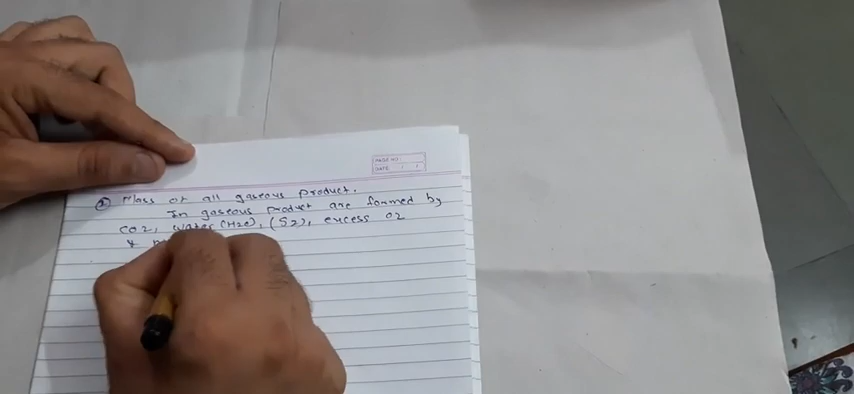 PAGE NO :
DATE : / /
② Mass of all gaseous product.
In gaseous product are formed by
CO2, water (H2O), (S2), excess O2
&